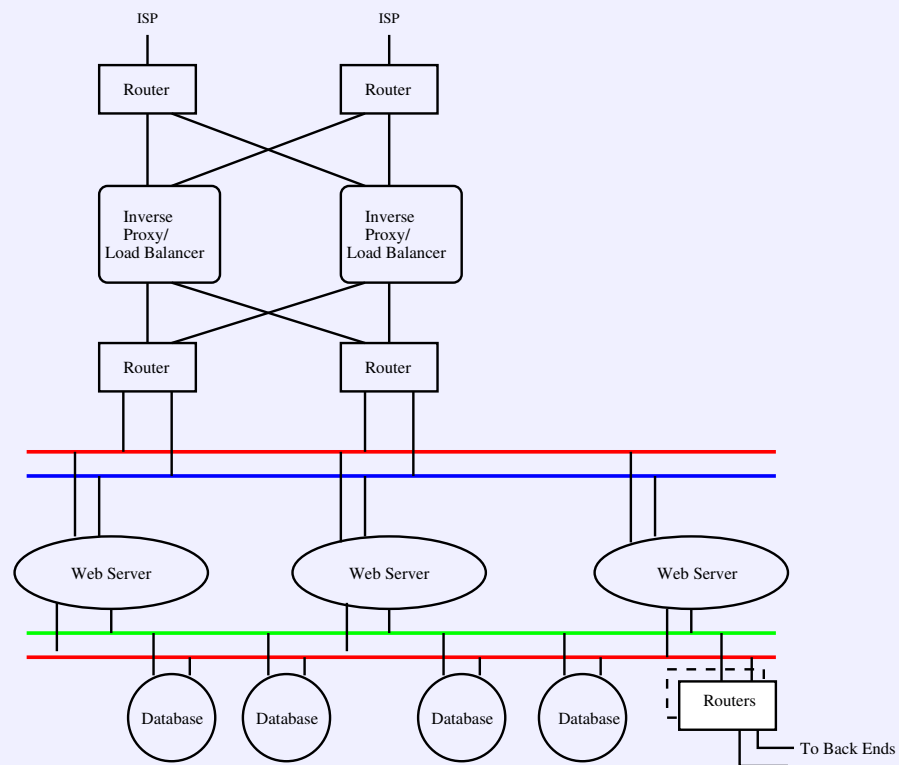 ISP
ISP
Router
Router
Inverse
Proxy/
Load Balancer
Inverse
Proxy/
Load Balancer
Router
Router
Web Server
Web Server
Web Server
Database
Database
Database
Database
Routers
To Back Ends